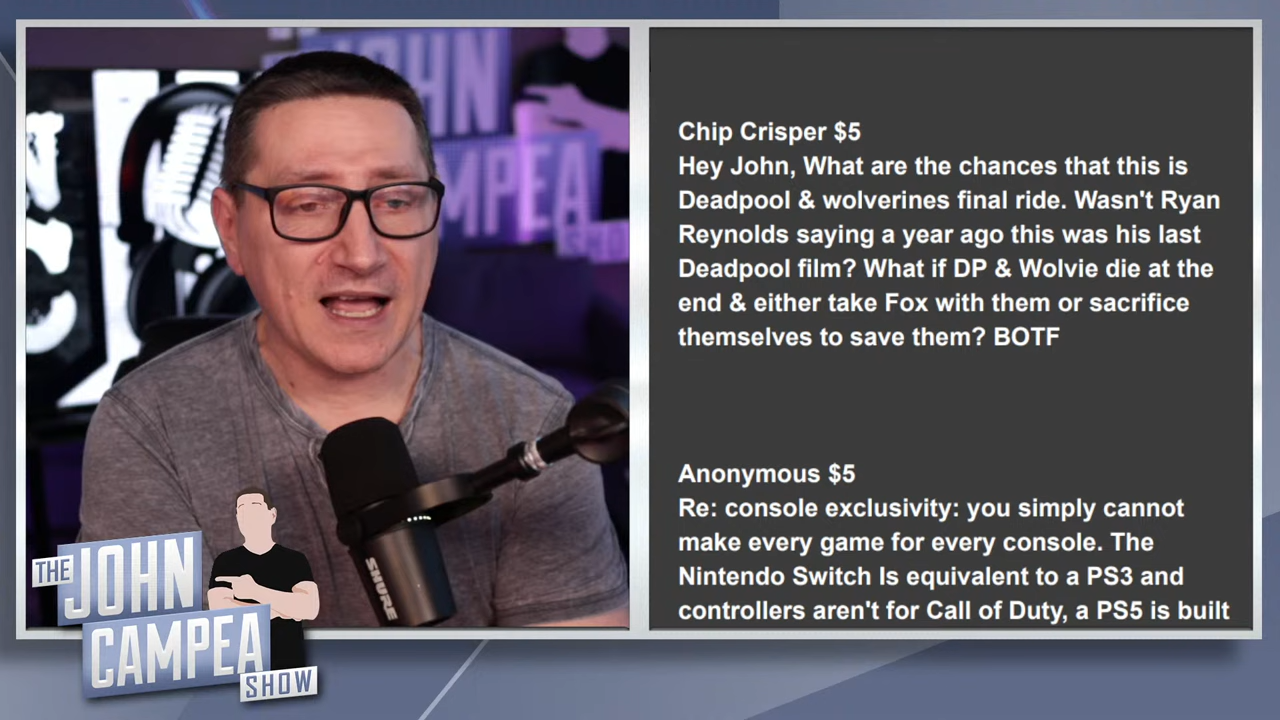 Chip Crisper $5
Hey John, What are the chances that this is
Deadpool & wolverines final ride. Wasn't Ryan
Reynolds saying a year ago this was his last
Deadpool film? What if DP & Wolvie die at the
end & either take Fox with them or sacrifice
themselves to save them? BOTF
Anonymous $5
Re: console exclusivity: you simply cannot
make every game for every console. The
Nintendo Switch Is equivalent to a PS3 and
controllers aren't for Call of Duty, a PS5 is built
JOHN
CAMPEA
SHOW
SHURE
THE
JOHN
CAMPEA
SHOW